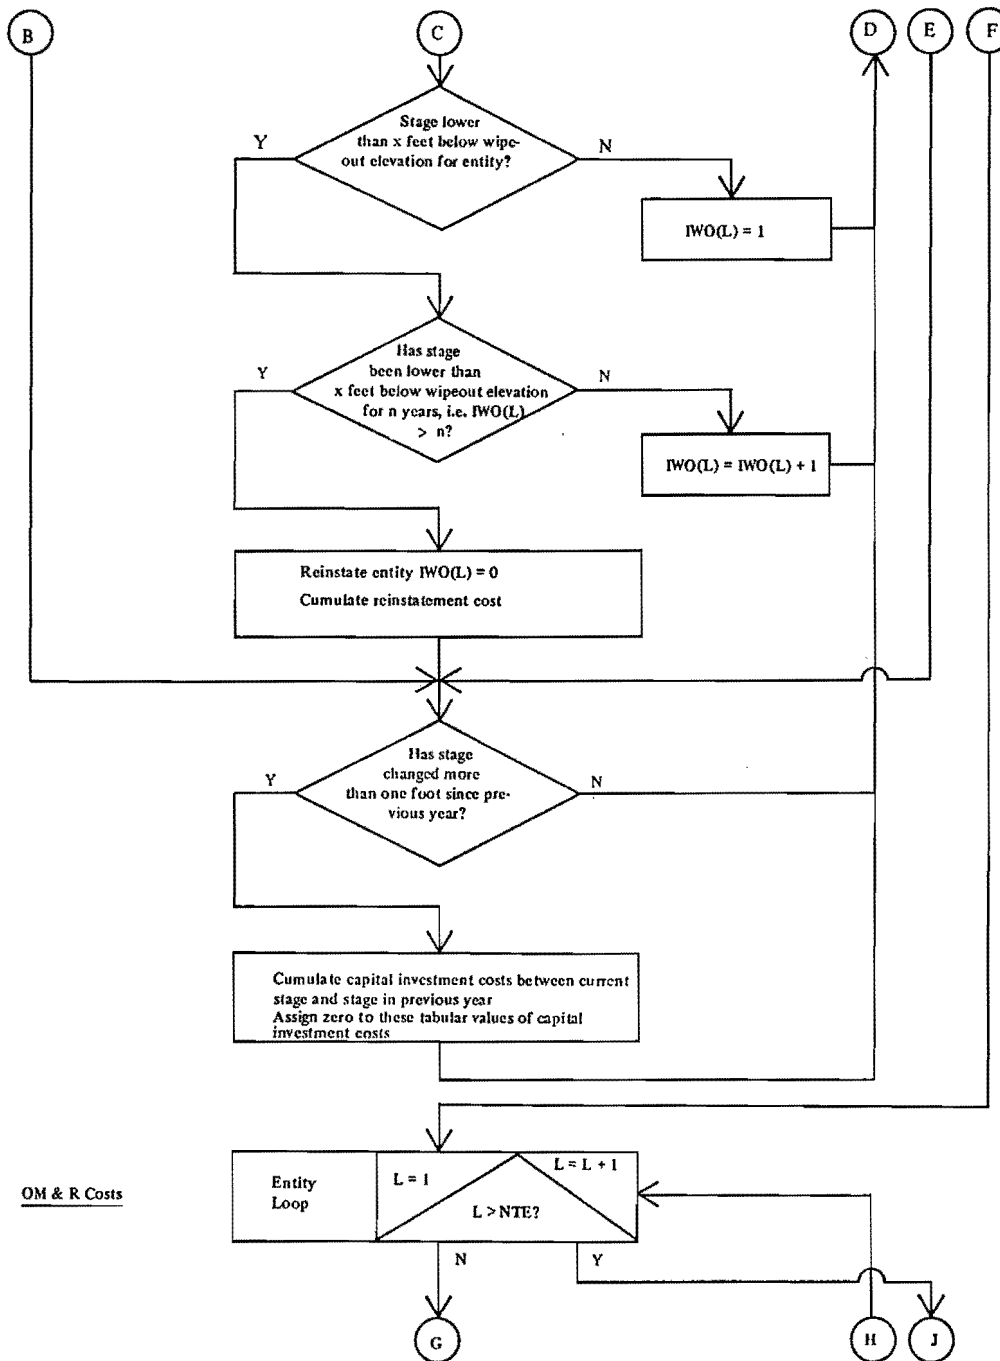 B
C
D
E
F
Stage lower
than x feet below wipe-
out elevation for entity?
Y
N
IWO(L) = 1
Has stage
been lower than
x feet below wipeout elevation
for n years, i.e. IWO(L)
> n?
Y
N
IWO(L) = IWO(L) + 1
Reinstate entity IWO(L) = 0
Cumulate reinstatement cost
Has stage
changed more
than one foot since pre-
vious year?
Y
N
Cumulate capital investment costs between current
stage and stage in previous year
Assign zero to these tabular values of capital
investment costs
OM & R Costs
Entity
Loop
L = 1
L = L + 1
L > NTE?
N
Y
G
H
J